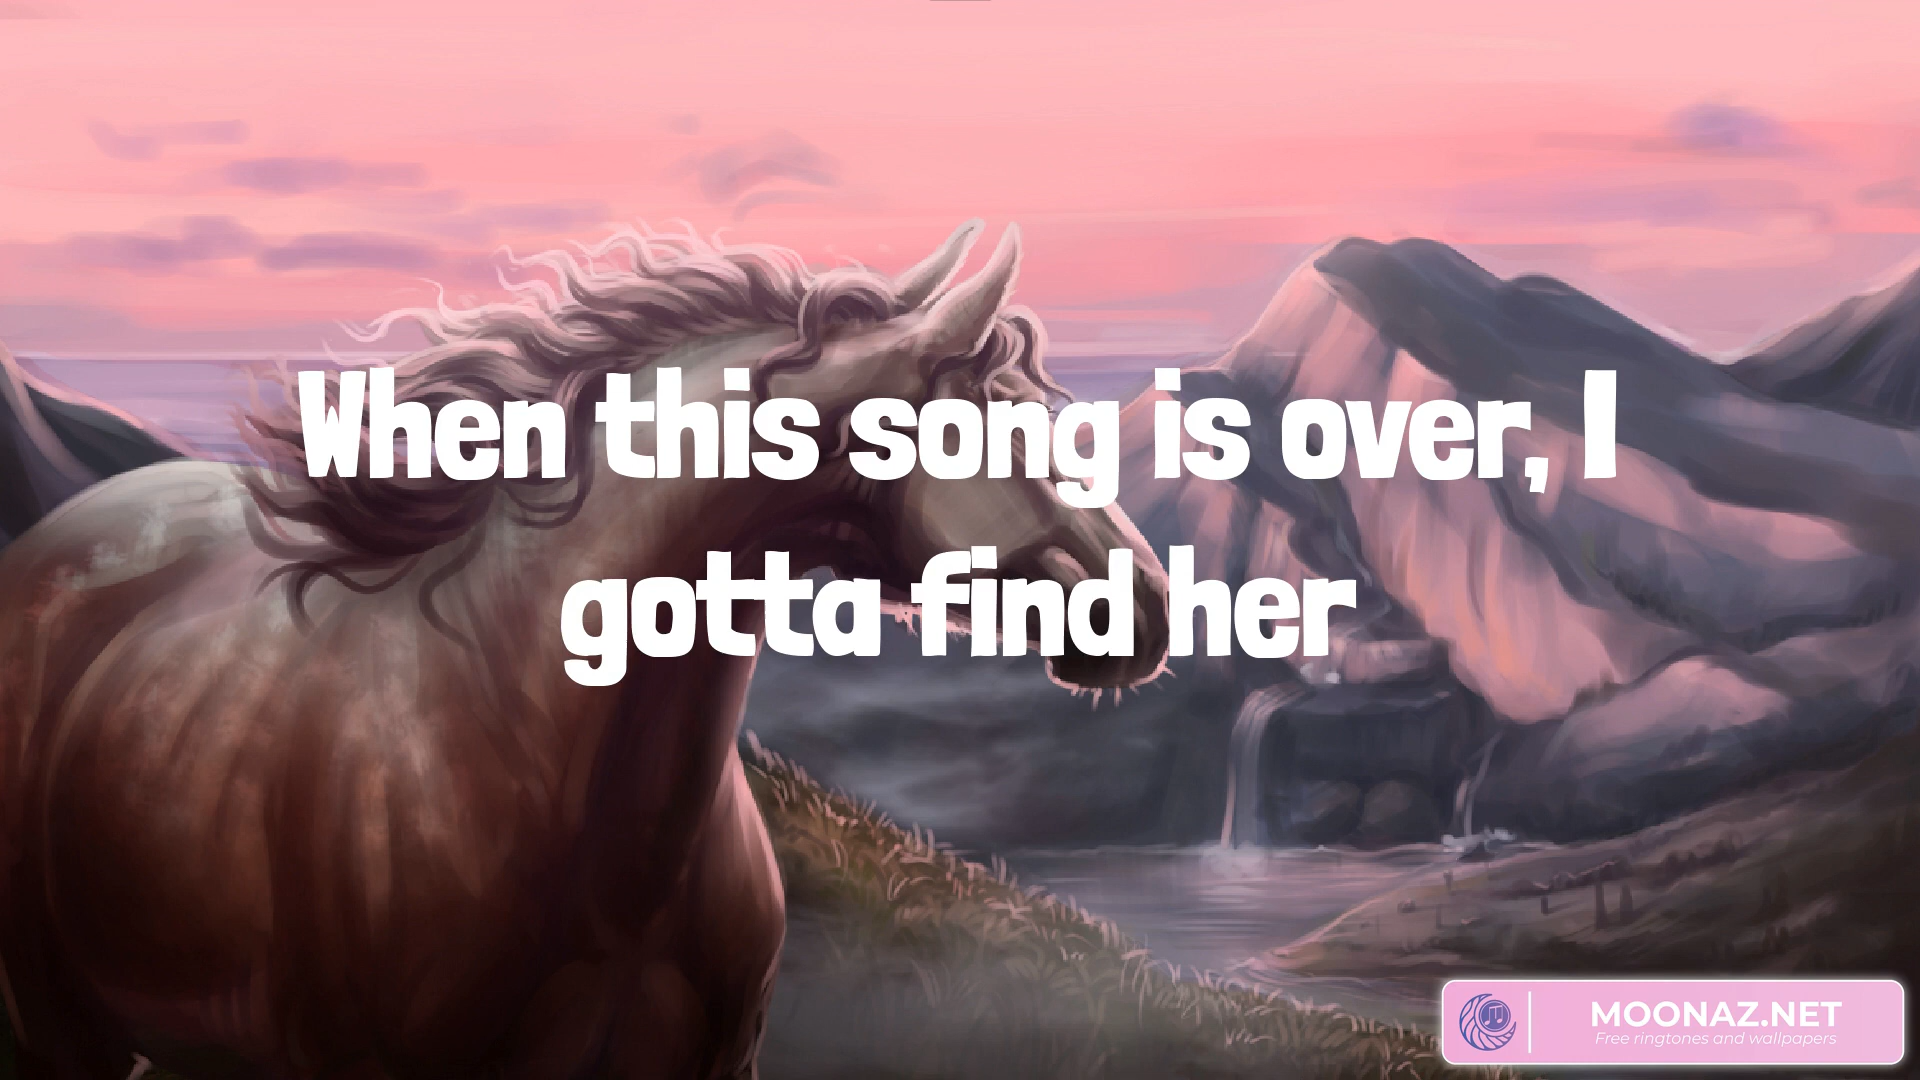 When this song is over, I
gotta find her
MOONAZ.NET
Free ringtones and wallpapers